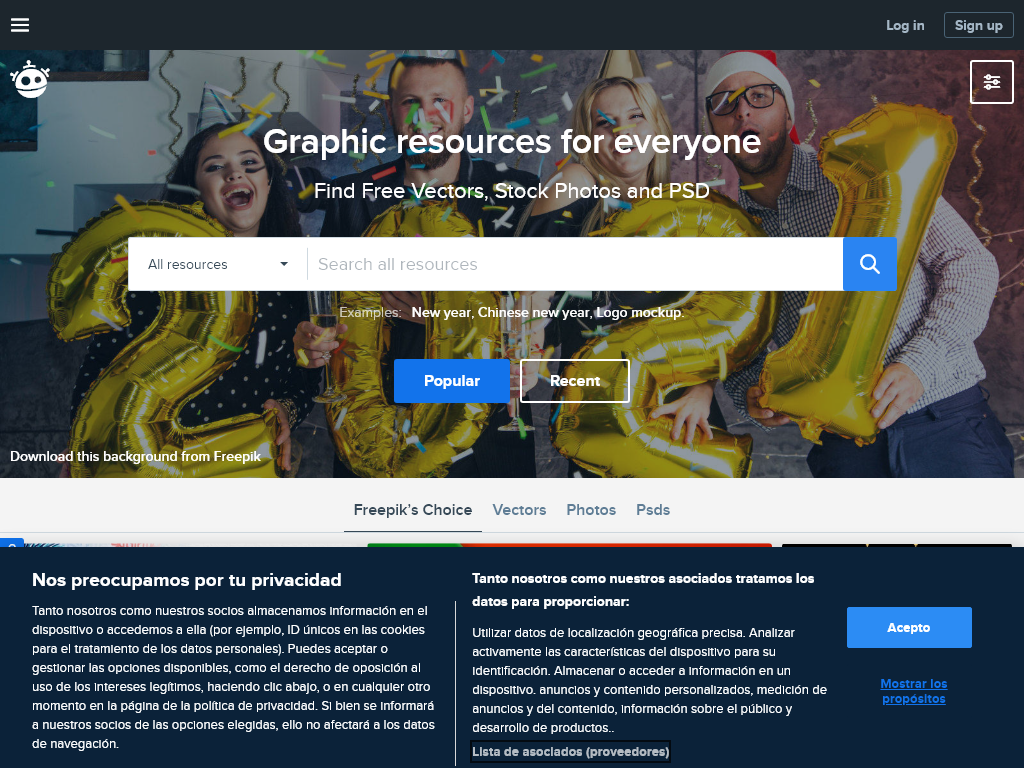 Log in
Sign up
Graphic resources for everyone
Find Free Vectors, Stock Photos and PSD
All resources
Search all resources
Examples: New year, Chinese new year, Logo mockup.
Popular
Recent
Download this background from Freepik
Freepik's Choice
Vectors
Photos
Psds
Nos preocupamos por tu privacidad
Tanto nosotros como nuestros socios almacenamos información en el
dispositivo o accedemos a ella (por ejemplo, ID únicos en las cookies
para el tratamiento de los datos personales). Puedes aceptar o
gestionar las opciones disponibles, como el derecho de oposición al
uso de los intereses legítimos, haciendo clic abajo, o en cualquier otro
momento en la página de la política de privacidad. Si bien se informará
a nuestros socios de las opciones elegidas, ello no afectará a los datos
de navegación.
Tanto nosotros como nuestros asociados tratamos los
datos para proporcionar:
Utilizar datos de localización geográfica precisa. Analizar
activamente las características del dispositivo para su
identificación. Almacenar o acceder a información en un
dispositivo. anuncios y contenido personalizados, medición de
anuncios y del contenido, información sobre el público y
desarrollo de productos..
Lista de asociados (proveedores)
Acepto
Mostrar los
propósitos